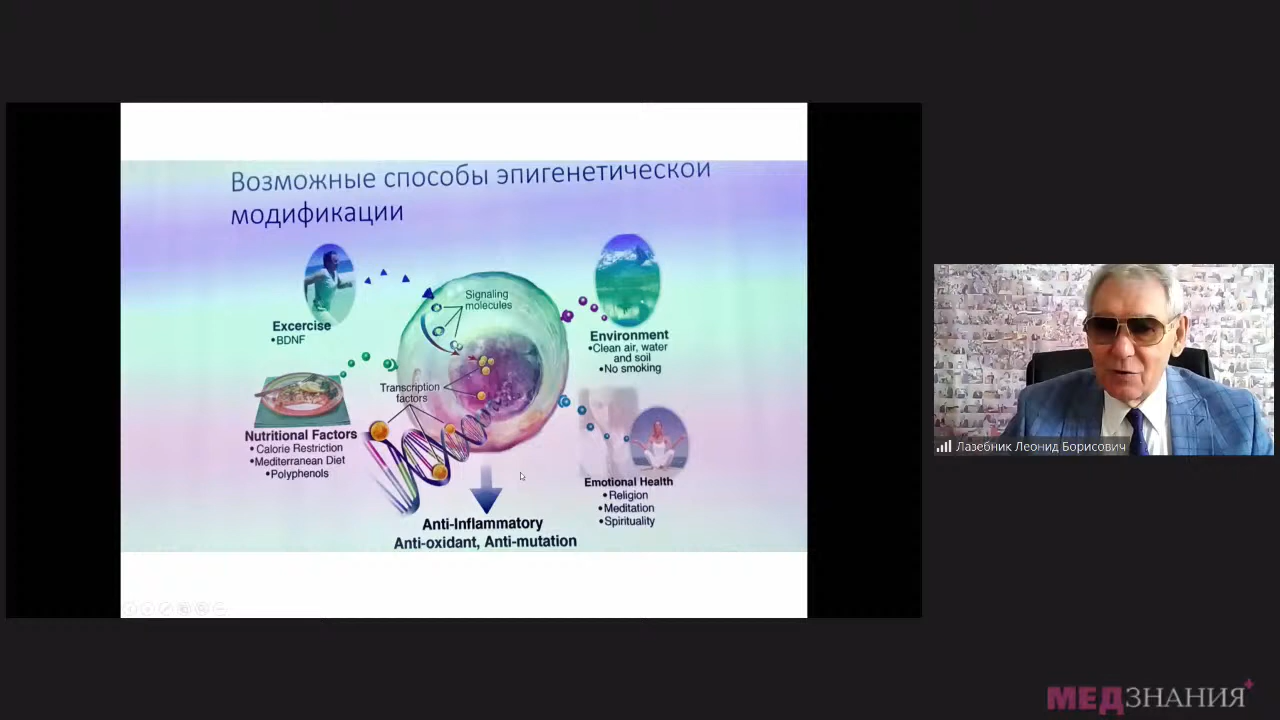 Возможные способы эпигенетической
модификации
Signaling
molecules
Excercise
•BDNF
Environment
•Clean air, water
and soil
•No smoking
Transcription
factors
Nutritional Factors
• Calorie Restriction
•Mediterranean Diet
•Polyphenols
Emotional Health
•Religion
•Meditation
•Spirituality
Anti-Inflammatory
Anti-oxidant, Anti-mutation
Лазебник Леонид Борисович
МЕДЗНАНИЯ+